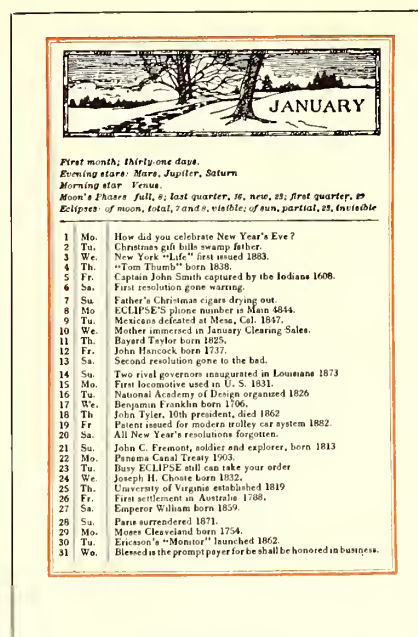 JANUARY
First month; thirty-one days.
Evening stars: Mars, Jupiter, Saturn
Morning star Venus.
Moon's Phases full, 8; last quarter, 16, new, 23; first quarter, 29
Eclipses: of moon, total, 7 and 8, visible; of sun, partial, 23, invisible
1 Mo. How did you celebrate New Year's Eve?
2 Tu. Christmas gift bills swamp father.
3 We. New York "Life" first issued 1883.
4 Th. "Tom Thumb" born 1838.
5 Fr. Captain John Smith captured by the Indians 1608.
6 Sa. First resolution gone warring.
7 Su. Father's Christmas cigars drying out.
8 Mo ECLIPSE'S phone number is Main 4844.
9 Tu. Mexicans defeated at Mesa, Cal. 1847.
10 We. Mother immersed in January Clearing Sales.
11 Th. Bayard Taylor born 1825.
12 Fr. John Hancock born 1737.
13 Sa. Second resolution gone to the bad.
14 Su. Two rival governors inaugurated in Louisiana 1873
15 Mo. First locomotive used in U. S. 1831.
16 Tu. National Academy of Design organized 1826
17 We. Benjamin Franklin born 1706.
18 Th John Tyler, 10th president, died 1862
19 Fr Patent issued for modern trolley car system 1882.
20 Sa. All New Year's resolutions forgotten.
21 Su. John C. Fremont, soldier and explorer, born 1813
22 Mo. Panama Canal Treaty 1903.
23 Tu. Busy ECLIPSE still can take your order
24 We. Joseph H. Choate born 1832.
25 Th. University of Virginia established 1819
26 Fr. First settlement in Australia 1788.
27 Sa. Emperor William born 1859.
28 Su. Paris surrendered 1871.
29 Mo. Moses Cleaveland born 1754.
30 Tu. Ericsson's "Monitor" launched 1862.
31 We. Blessed is the prompt payer for he shall be honored in business.